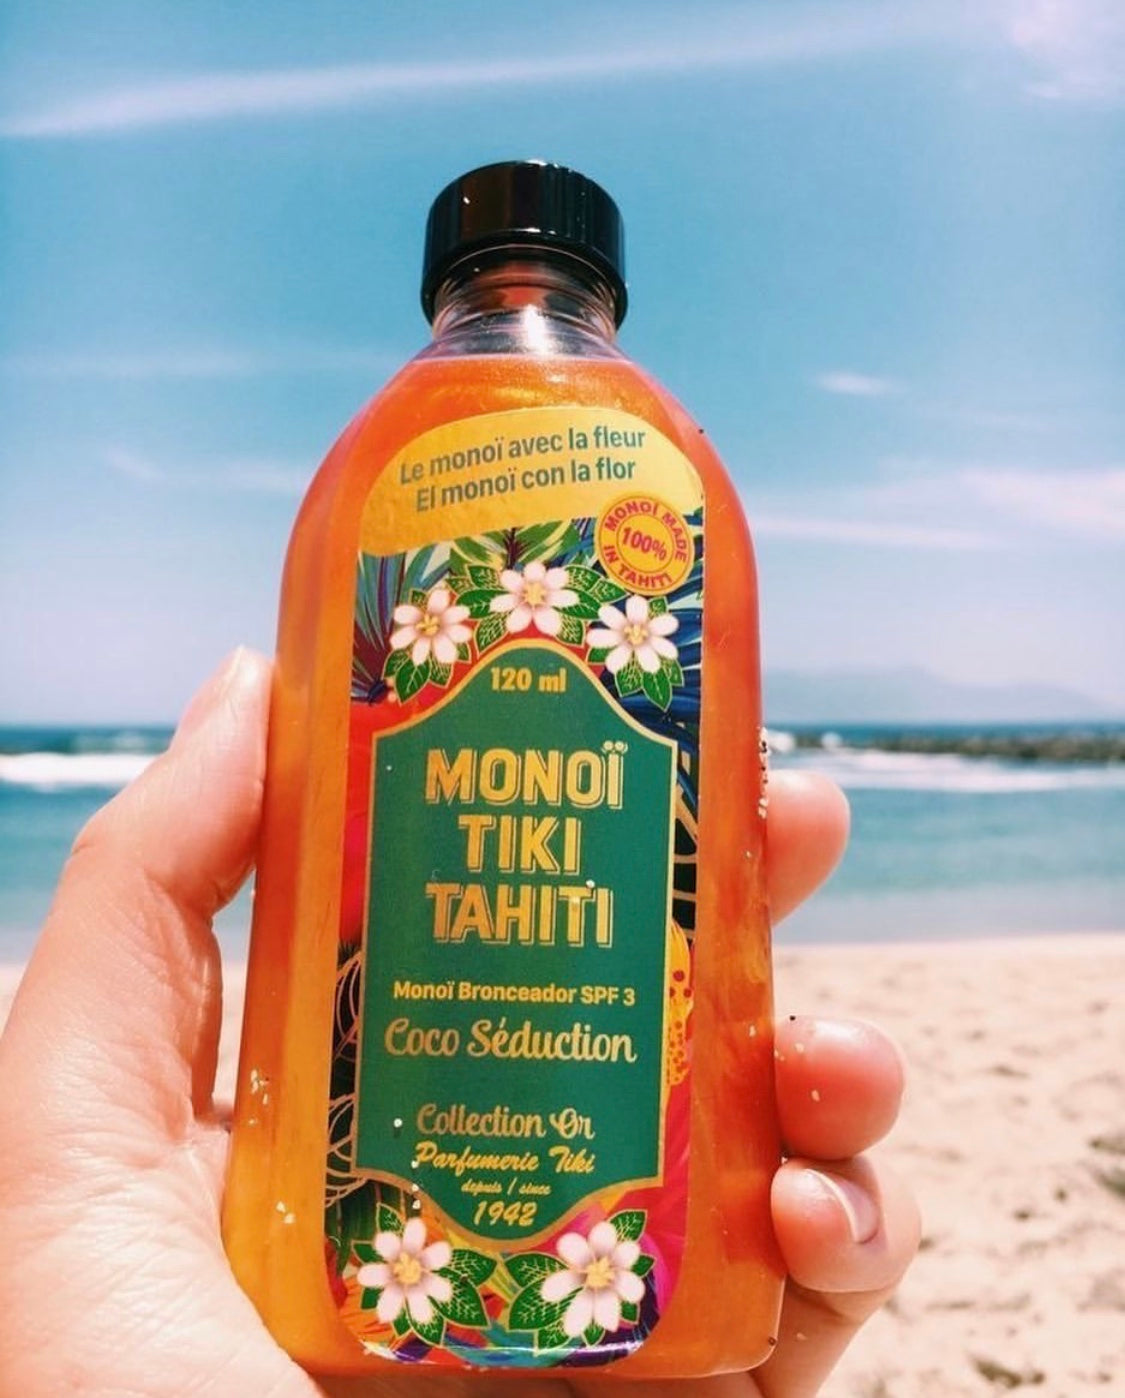 Le monoï avec la fleur
El monoï con la flor
MONOÏ MADE
100%
IN TAHITI
120 ml
MONOÏ
TIKI
TAHITI
Monoï Bronceador SPF 3
Coco Séduction
Collection Or
Parfumerie Tiki
depuis / since
1942